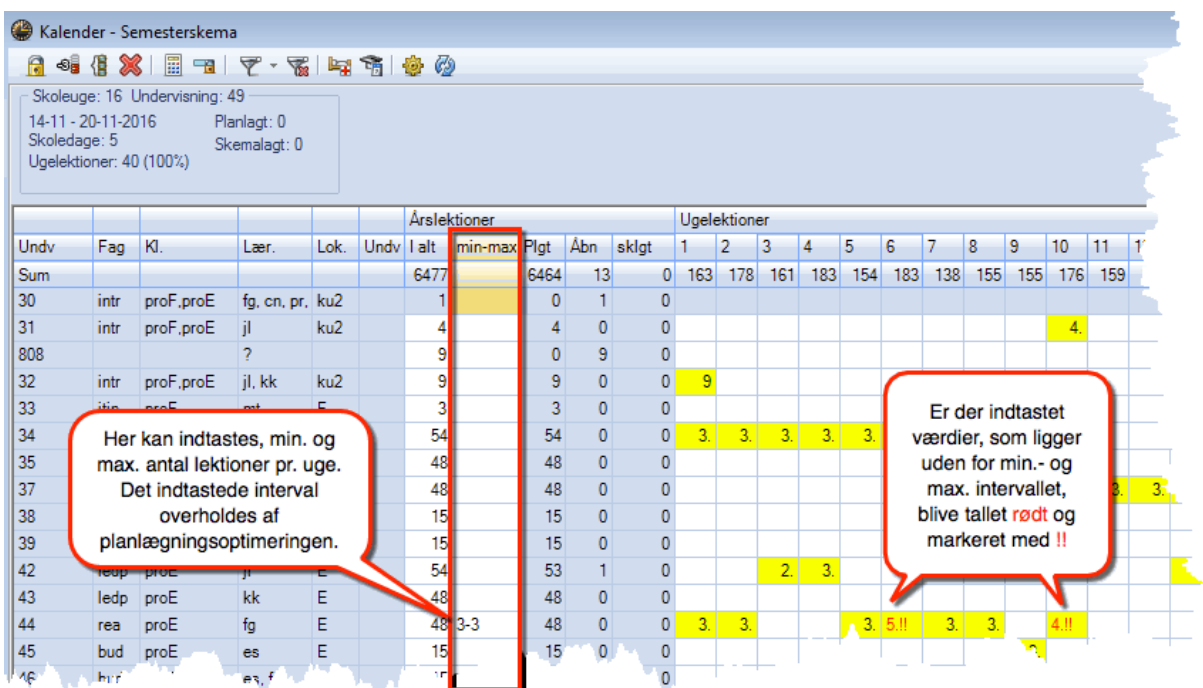 Kalender - Semesterskema
Skoleuge: 16 Undervisning: 49
14-11 - 20-11-2016 Planlagt: 0
Skoledage: 5 Skemalagt: 0
Ugelektioner: 40 (100%)
Årslektioner Ugelektioner
Undv Fag Kl. Lær. Lok. Undv I alt min-max Plgt Åbn sklgt 1 2 3 4 5 6 7 8 9 10 11
Sum 6477 6464 13 0 163 178 161 183 154 183 138 155 155 176 159
30 intr proF,proE fg, cn, pr, ku2 1 0 1 0
31 intr proF,proE jl ku2 4 4 0 0 4.
808 ? 9 0 9 0
32 intr proF,proE jl, kk ku2 9 9 0 0 9
33 3 3 0 0
34 54 54 0 0 3. 3. 3. 3. 3.
35 48 48 0 0
37 48 48 0 0 3. 3.
38 15 15 0 0
39 15 15 0 0
42 ledp proE jl E 54 53 1 0 2. 3.
43 ledp proE kk E 48 48 0 0
44 rea proE fg E 48 3-3 48 0 0 3. 3. 3. 5.!! 3. 3. 4.!!
45 bud proE es E 15 15 0 0
46 0
Her kan indtastes, min. og
max. antal lektioner pr. uge.
Det indtastede interval
overholdes af
planlægningsoptimeringen.
Er der indtastet
værdier, som ligger
uden for min.- og
max. intervallet,
blive tallet rødt og
markeret med !!